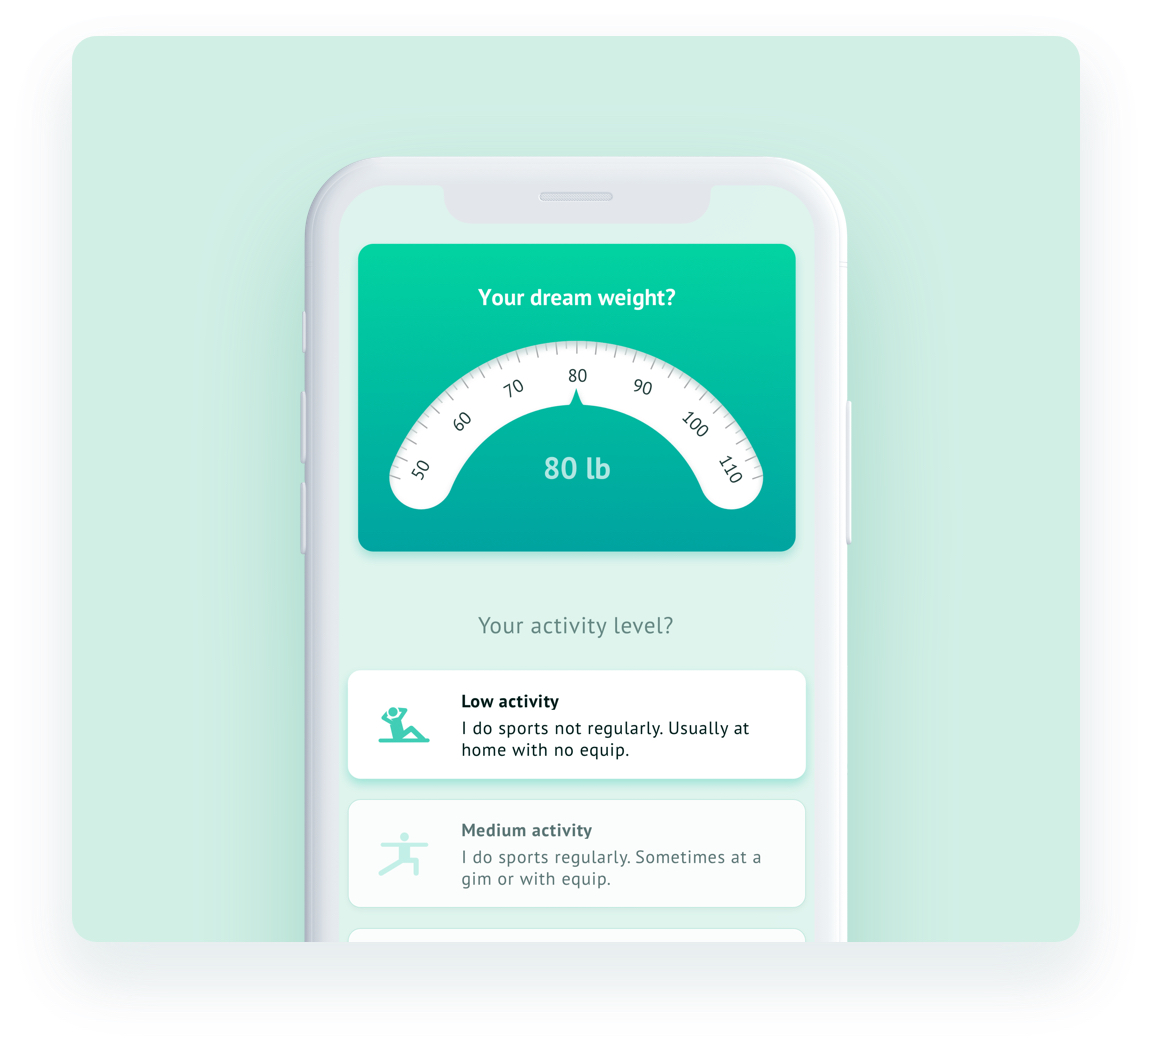 Your dream weight?
50 60 70 80 90 100 110
80 lb
Your activity level?
Low activity
I do sports not regularly. Usually at
home with no equip.
Medium activity
I do sports regularly. Sometimes at a
gim or with equip.